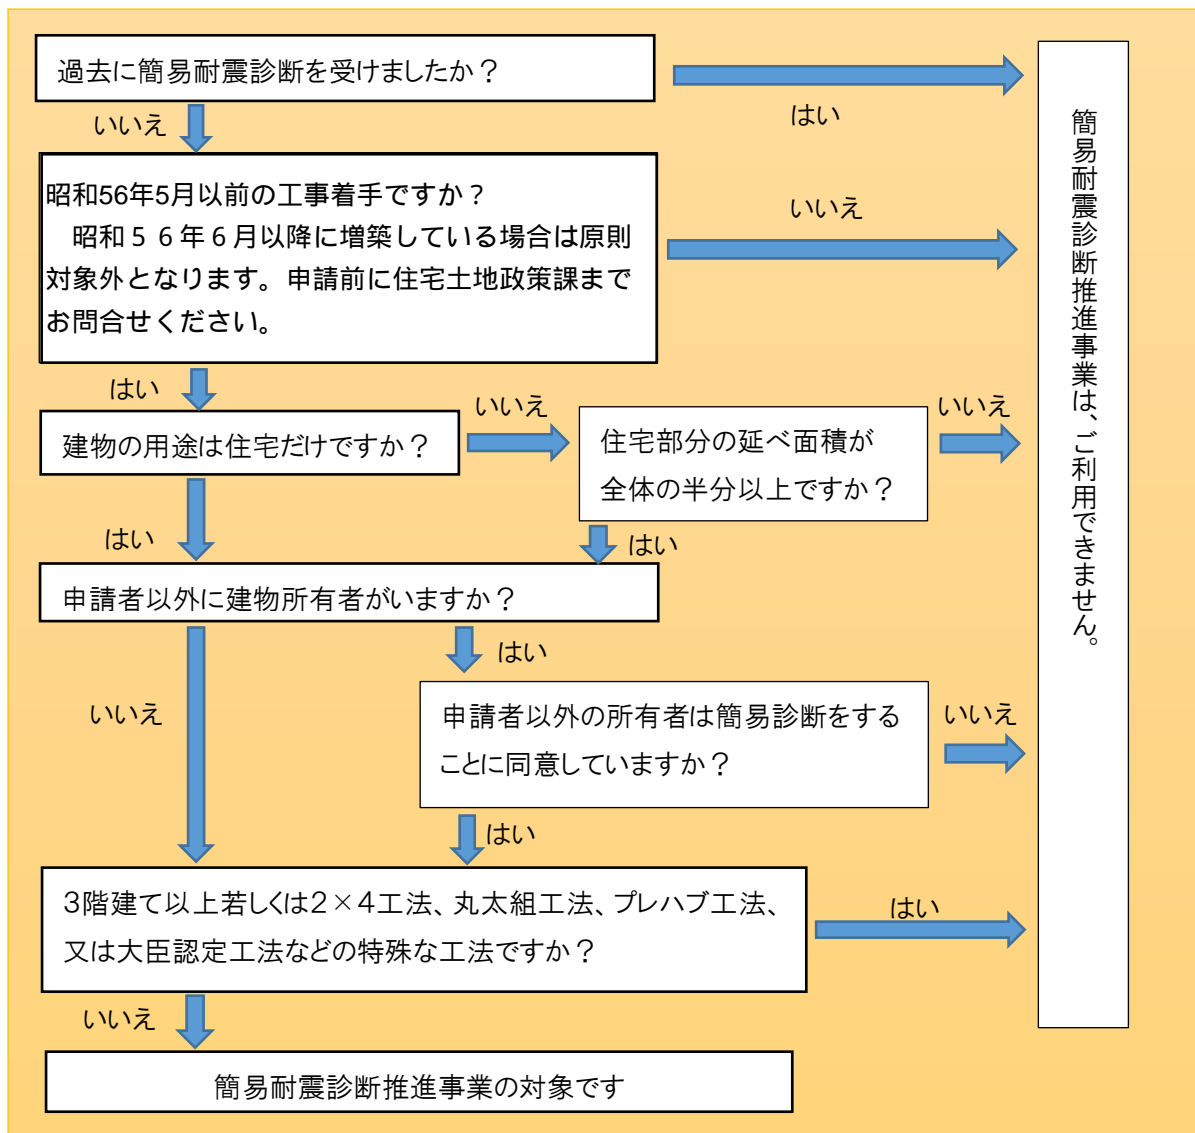 過去に簡易耐震診断を受けましたか？
はい
いいえ
昭和56年5月以前の工事着手ですか？
　昭和５６年６月以降に増築している場合は原則
対象外となります。申請前に住宅土地政策課まで
お問合せください。
いいえ
はい
建物の用途は住宅だけですか？
いいえ
住宅部分の延べ面積が
全体の半分以上ですか？
いいえ
はい
はい
申請者以外に建物所有者がいますか？
はい
いいえ
申請者以外の所有者は簡易診断をする
ことに同意していますか？
いいえ
はい
３階建て以上若しくは２×４工法、丸太組工法、プレハブ工法、
又は大臣認定工法などの特殊な工法ですか？
はい
いいえ
簡易耐震診断推進事業の対象です
簡易耐震診断推進事業は、ご利用できません。